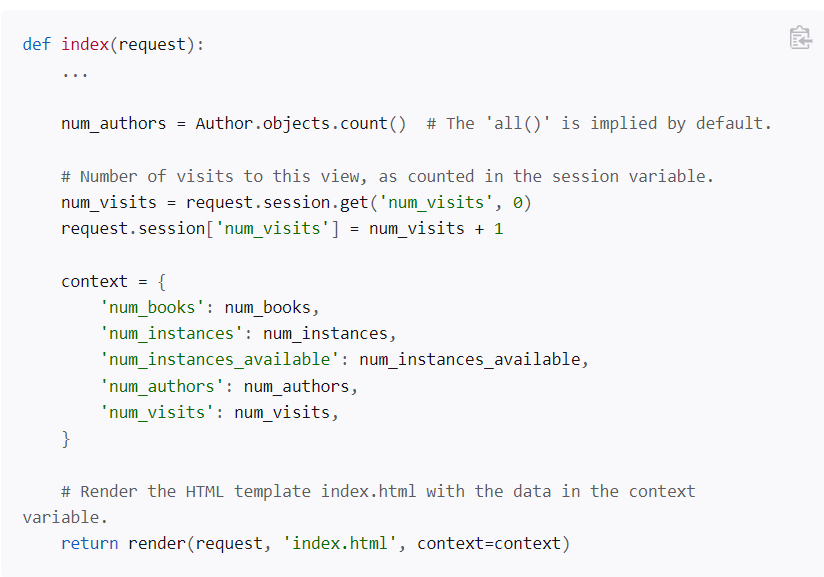 def index(request):
    ...
    num_authors = Author.objects.count()  # The 'all()' is implied by default.
    # Number of visits to this view, as counted in the session variable.
    num_visits = request.session.get('num_visits', 0)
    request.session['num_visits'] = num_visits + 1
    context = {
        'num_books': num_books,
        'num_instances': num_instances,
        'num_instances_available': num_instances_available,
        'num_authors': num_authors,
        'num_visits': num_visits,
    }
    # Render the HTML template index.html with the data in the context
variable.
    return render(request, 'index.html', context=context)